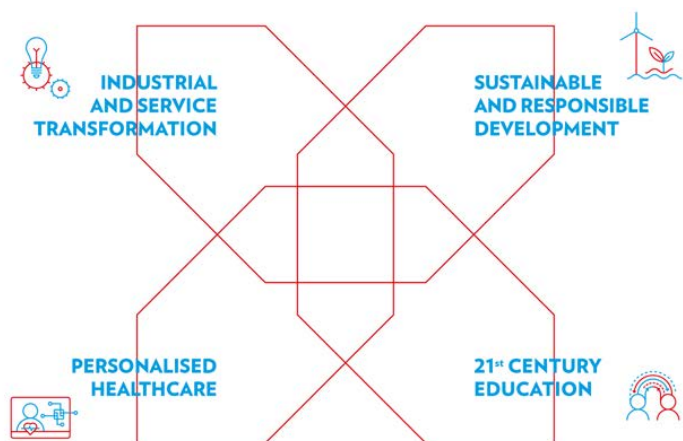 INDUSTRIAL
AND SERVICE
TRANSFORMATION
SUSTAINABLE
AND RESPONSIBLE
DEVELOPMENT
PERSONALISED
HEALTHCARE
21st CENTURY
EDUCATION